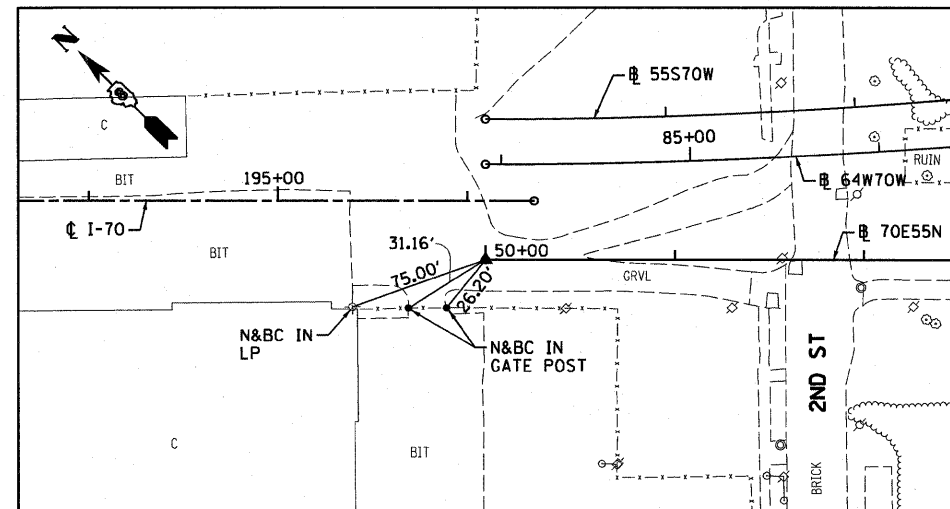 N
₧ 55S70W
C
85+00
RUIN
BIT
195+00
₧ 64W70W
℄ I-70
BIT
31.16'
50+00
₧ 70E55N
75.00'
GRVL
26.20'
N&BC IN
LP
N&BC IN
GATE POST
2ND ST
C
BIT
BRICK